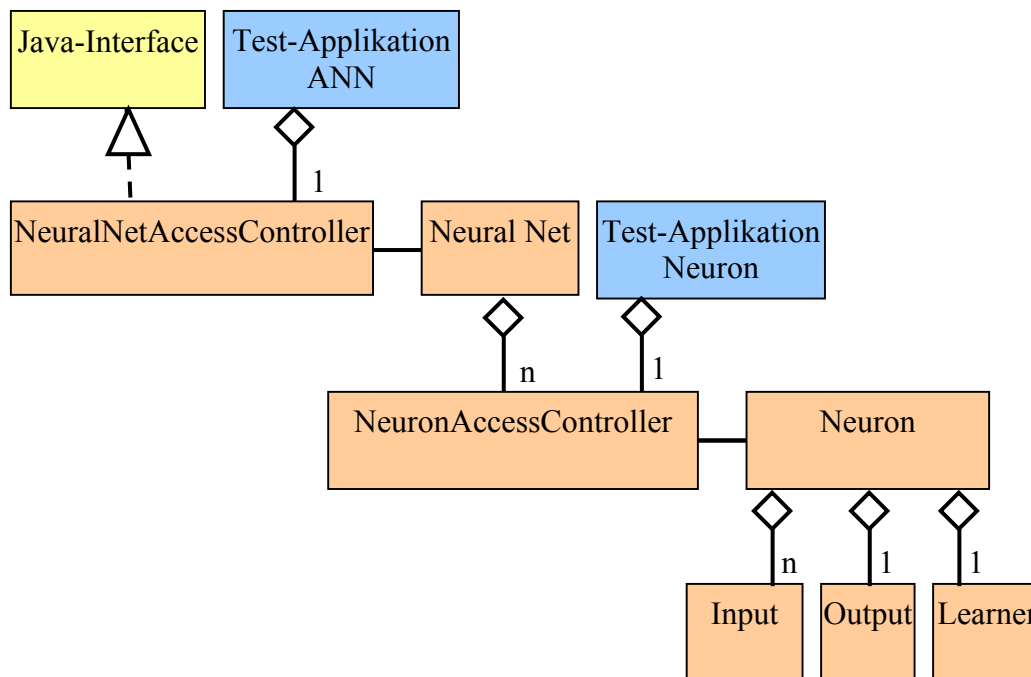 Java-Interface
Test-Applikation
ANN
1
NeuralNetAccessController
Neural Net
Test-Applikation
Neuron
n
1
NeuronAccessController
Neuron
n
1
1
Input
Output
Learner